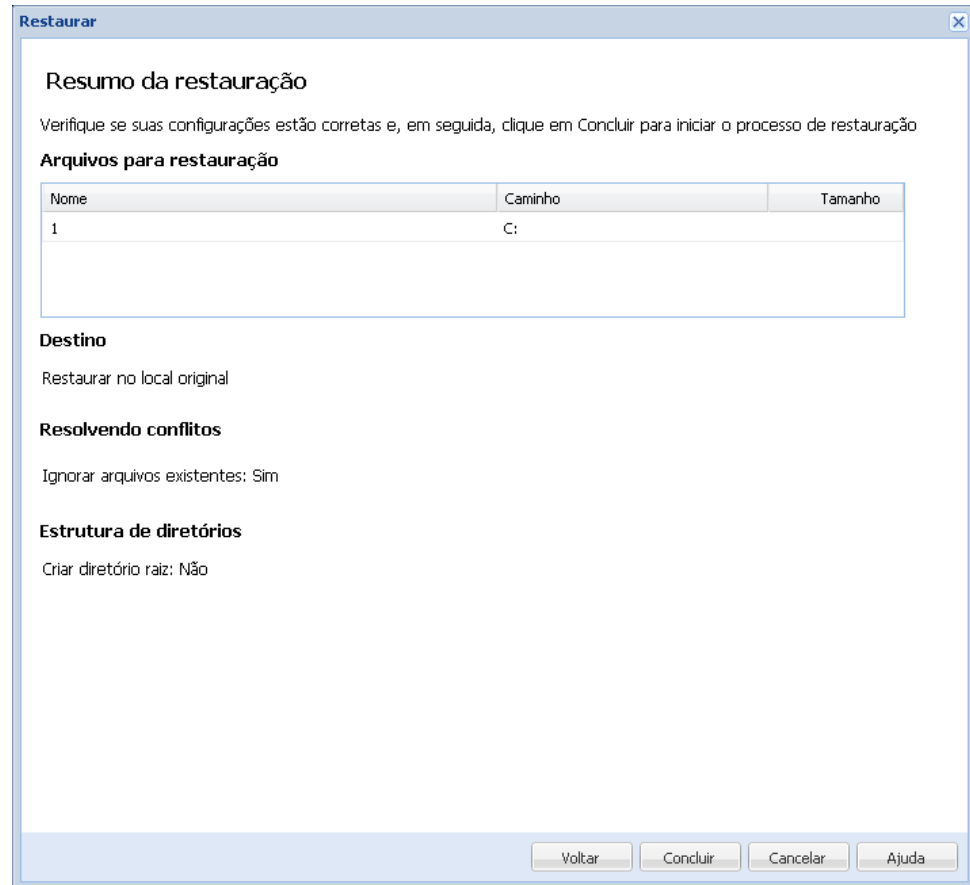 Restaurar
Resumo da restauração
Verifique se suas configurações estão corretas e, em seguida, clique em Concluir para iniciar o processo de restauração
Arquivos para restauração
Nome Caminho Tamanho
1 C:
Destino
Restaurar no local original
Resolvendo conflitos
Ignorar arquivos existentes: Sim
Estrutura de diretórios
Criar diretório raiz: Não
Voltar Concluir Cancelar Ajuda